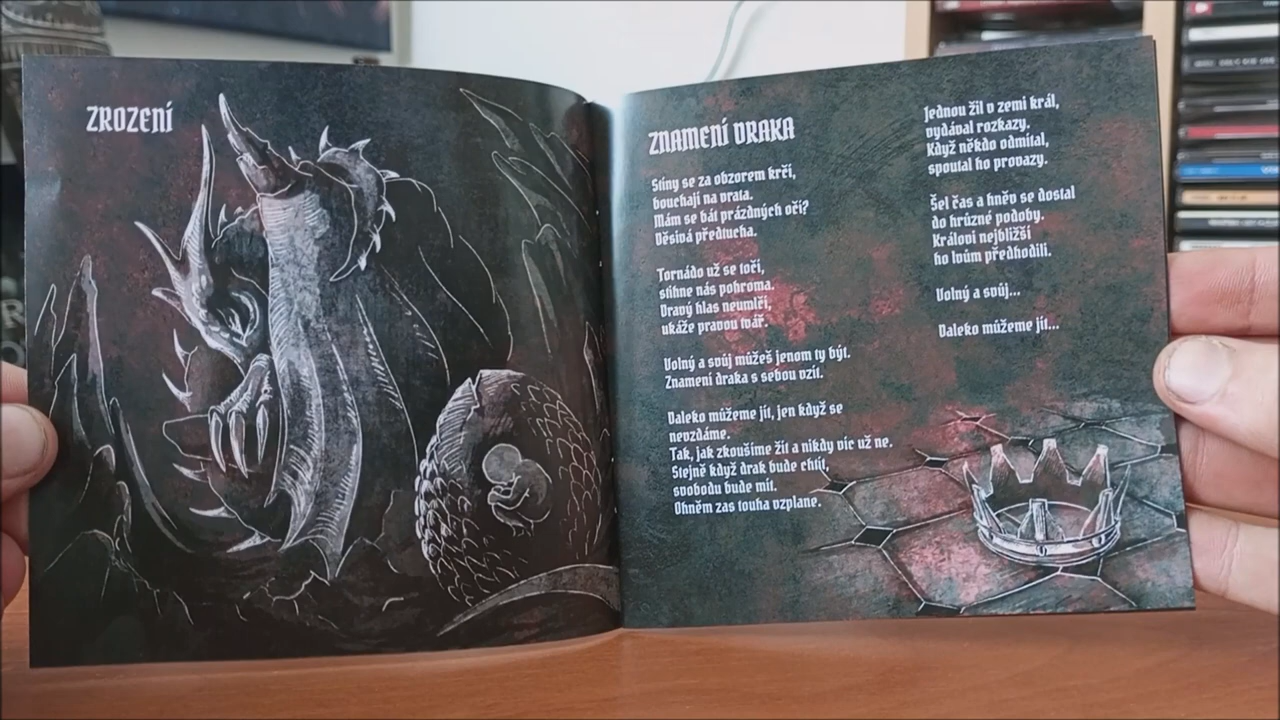 ZROZENÍ
ZNAMENÍ DRAKA
Stíny se za obzorem krčí,
bouchají na vrata.
Mám se bát prázdných očí?
Děsivá předtucha.
Tornádo už se točí,
stihne nás pohroma.
Dravý hlas neumlčí,
ukáže pravou tvář.
Volný a svůj můžeš jenom ty být.
Znamení draka s sebou vzít.
Daleko můžeme jít, jen když se
nevzdáme.
Tak, jak zkoušíme žít a nikdy víc už ne.
Stejně když drak bude chtít,
svobodu bude mít.
Ohněm zas touha vzplane.
Jednou žil v zemi král,
vydával rozkazy.
Když někdo odmítal,
spoutal ho provazy.
Šel čas a hněv se dostal
do hrůzné podoby.
Královi nejbližší
ho lvům předhodili.
Volný a svůj...
Daleko můžeme jít...